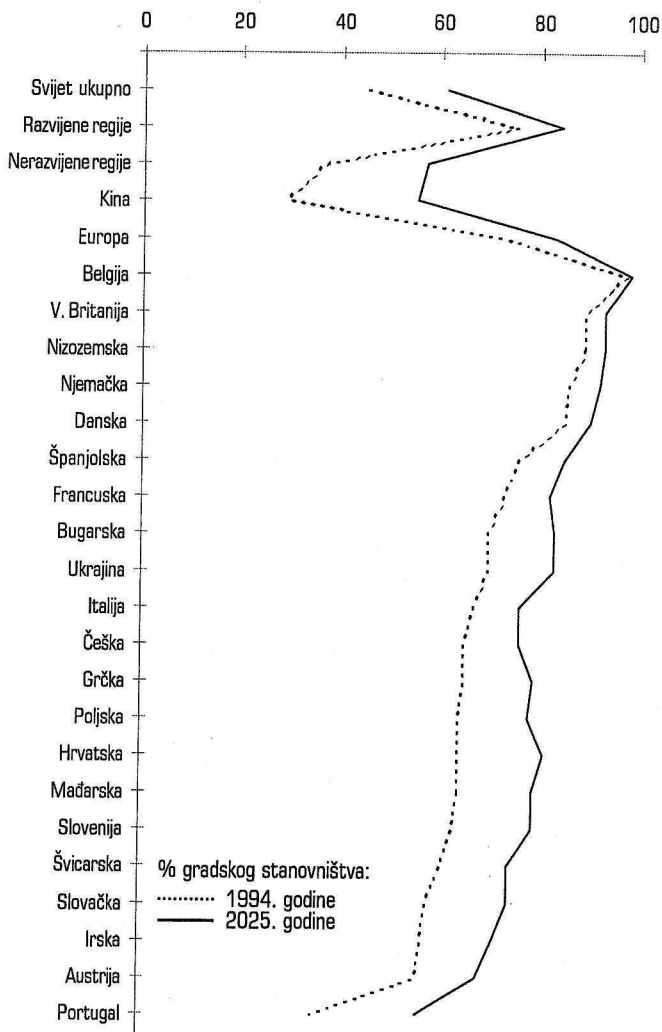 0 20 40 60 80 100
Svijet ukupno
Razvijene regije
Nerazvijene regije
Kina
Europa
Belgija
V. Britanija
Nizozemska
Njemačka
Danska
Španjolska
Francuska
Bugarska
Ukrajina
Italija
Češka
Grčka
Poljska
Hrvatska
Mađarska
Slovenija
Švicarska
Slovačka
Irska
Austrija
Portugal
% gradskog stanovništva:
1994. godine
2025. godine